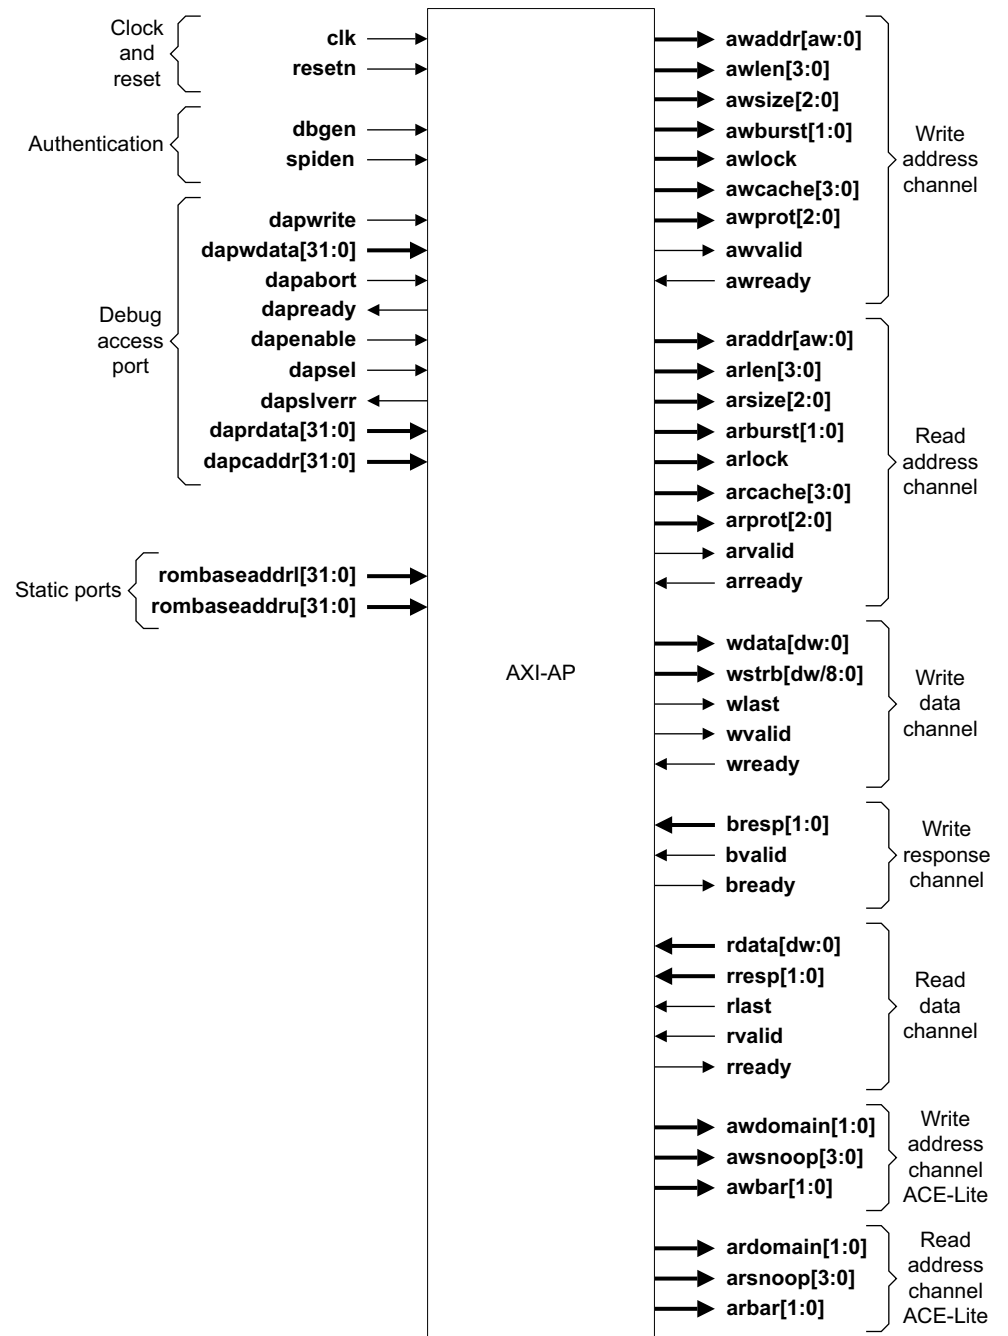 Clock
and
reset
clk
resetn
Authentication
dbgen
spiden
Debug
access
port
dapwrite
dapwdata[31:0]
dapabort
dapready
dapenable
dapsel
dapslverr
daprdata[31:0]
dapcaddr[31:0]
Static ports
rombaseaddrl[31:0]
rombaseaddru[31:0]
AXI-AP
awaddr[aw:0]
awlen[3:0]
awsize[2:0]
awburst[1:0]
awlock
awcache[3:0]
awprot[2:0]
awvalid
awready
Write
address
channel
araddr[aw:0]
arlen[3:0]
arsize[2:0]
arburst[1:0]
arlock
arcache[3:0]
arprot[2:0]
arvalid
arready
Read
address
channel
wdata[dw:0]
wstrb[dw/8:0]
wlast
wvalid
wready
Write
data
channel
bresp[1:0]
bvalid
bready
Write
response
channel
rdata[dw:0]
rresp[1:0]
rlast
rvalid
rready
Read
data
channel
awdomain[1:0]
awsnoop[3:0]
awbar[1:0]
Write
address
channel
ACE-Lite
ardomain[1:0]
arsnoop[3:0]
arbar[1:0]
Read
address
channel
ACE-Lite